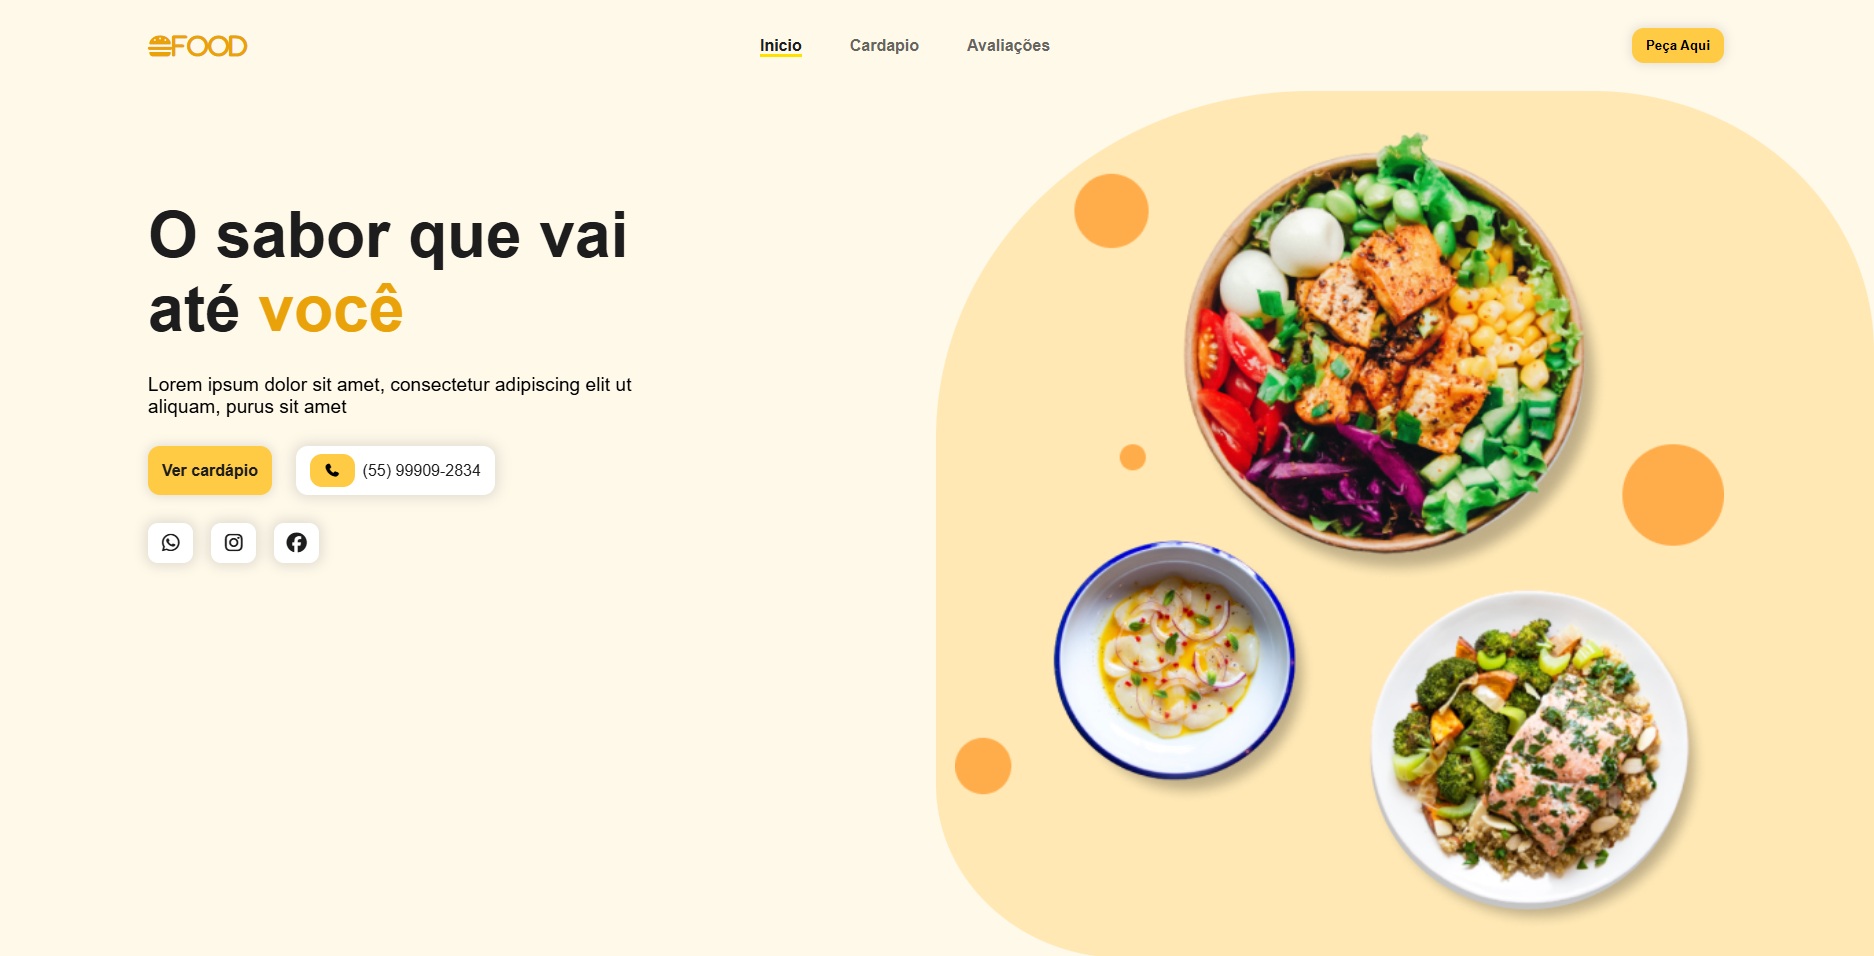 FOOD
Inicio
Cardapio
Avaliações
Peça Aqui
O sabor que vai
até você
Lorem ipsum dolor sit amet, consectetur adipiscing elit ut
aliquam, purus sit amet
Ver cardápio
(55) 99909-2834